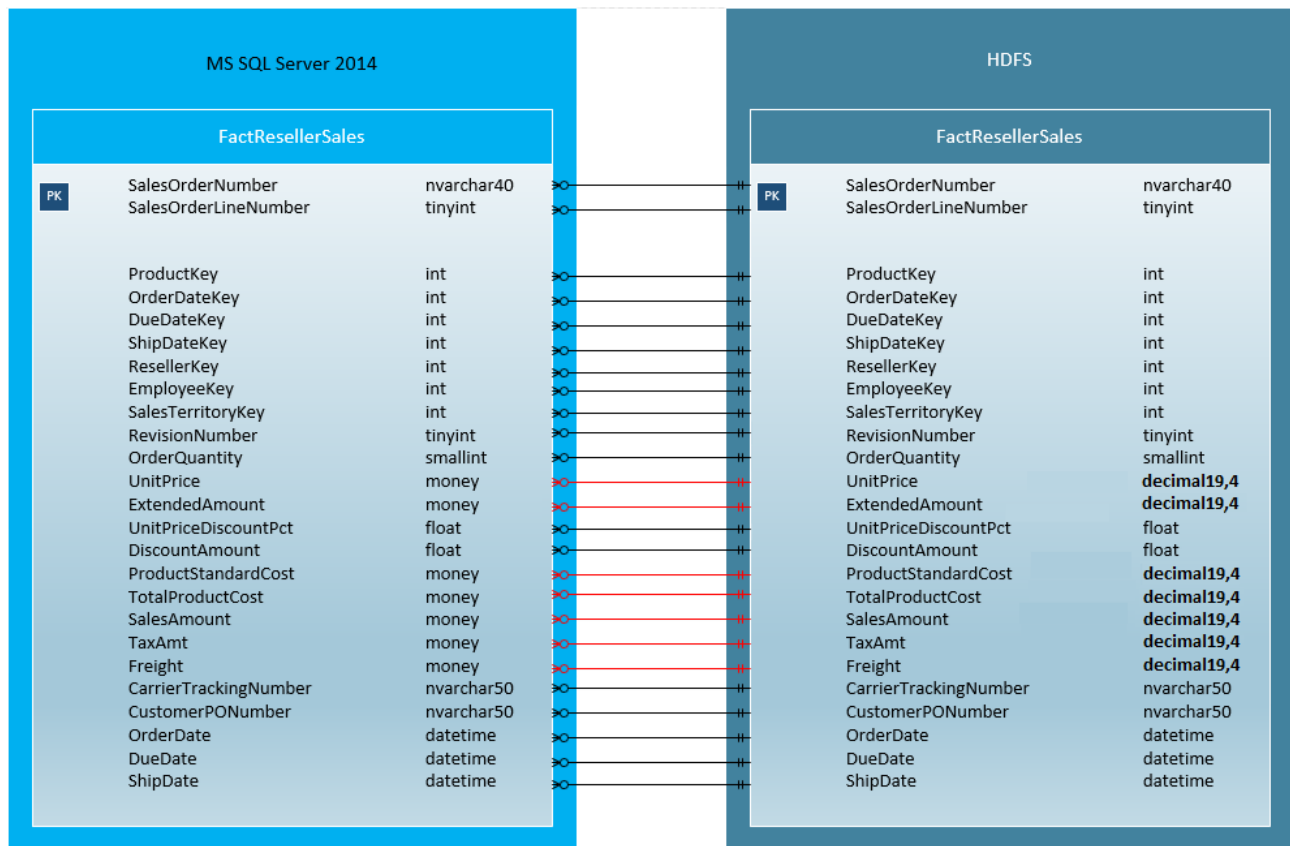 MS SQL Server 2014
FactResellerSales
PK
SalesOrderNumber nvarchar40
SalesOrderLineNumber tinyint
ProductKey int
OrderDateKey int
DueDateKey int
ShipDateKey int
ResellerKey int
EmployeeKey int
SalesTerritoryKey int
RevisionNumber tinyint
OrderQuantity smallint
UnitPrice money
ExtendedAmount money
UnitPriceDiscountPct float
DiscountAmount float
ProductStandardCost money
TotalProductCost money
SalesAmount money
TaxAmt money
Freight money
CarrierTrackingNumber nvarchar50
CustomerPONumber nvarchar50
OrderDate datetime
DueDate datetime
ShipDate datetime
HDFS
FactResellerSales
PK
SalesOrderNumber nvarchar40
SalesOrderLineNumber tinyint
ProductKey int
OrderDateKey int
DueDateKey int
ShipDateKey int
ResellerKey int
EmployeeKey int
SalesTerritoryKey int
RevisionNumber tinyint
OrderQuantity smallint
UnitPrice decimal19,4
ExtendedAmount decimal19,4
UnitPriceDiscountPct float
DiscountAmount float
ProductStandardCost decimal19,4
TotalProductCost decimal19,4
SalesAmount decimal19,4
TaxAmt decimal19,4
Freight decimal19,4
CarrierTrackingNumber nvarchar50
CustomerPONumber nvarchar50
OrderDate datetime
DueDate datetime
ShipDate datetime